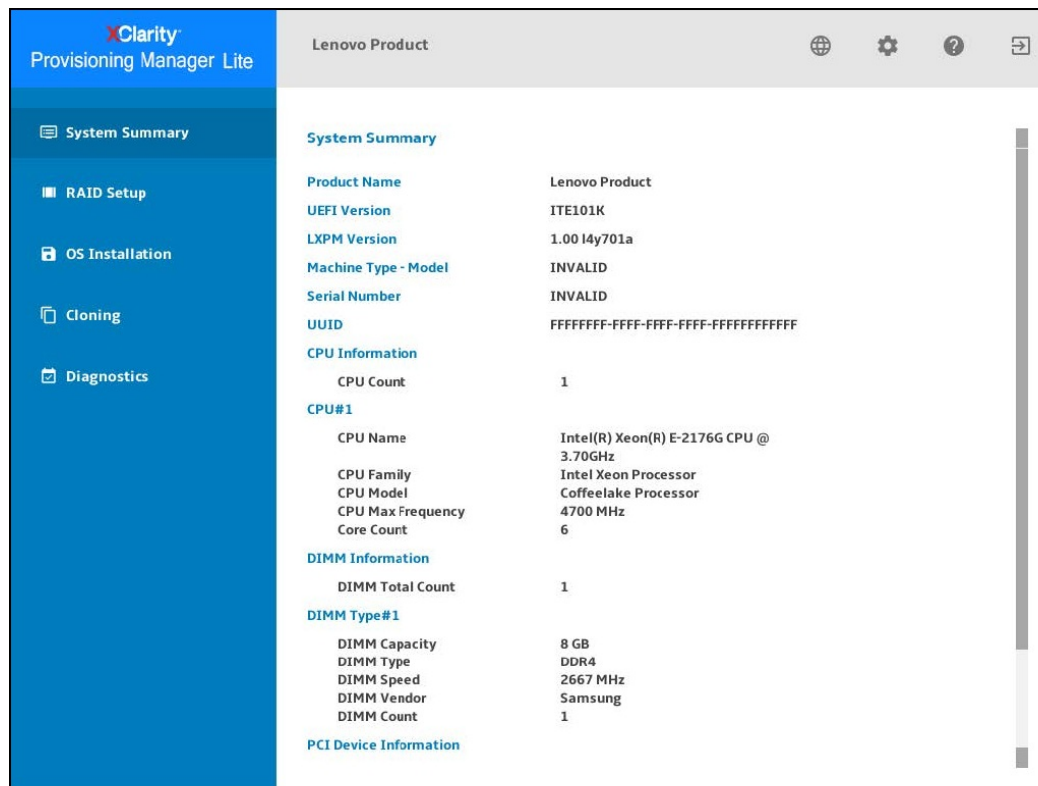 XClarity
Provisioning Manager Lite
Lenovo Product
System Summary
RAID Setup
OS Installation
Cloning
Diagnostics
System Summary
Product Name Lenovo Product
UEFI Version ITE101K
LXPM Version 1.00 l4y701a
Machine Type - Model INVALID
Serial Number INVALID
UUID FFFFFFFF-FFFF-FFFF-FFFF-FFFFFFFFFFFF
CPU Information
CPU Count 1
CPU#1
CPU Name Intel(R) Xeon(R) E-2176G CPU @
3.70GHz
CPU Family Intel Xeon Processor
CPU Model Coffeelake Processor
CPU Max Frequency 4700 MHz
Core Count 6
DIMM Information
DIMM Total Count 1
DIMM Type#1
DIMM Capacity 8 GB
DIMM Type DDR4
DIMM Speed 2667 MHz
DIMM Vendor Samsung
DIMM Count 1
PCI Device Information